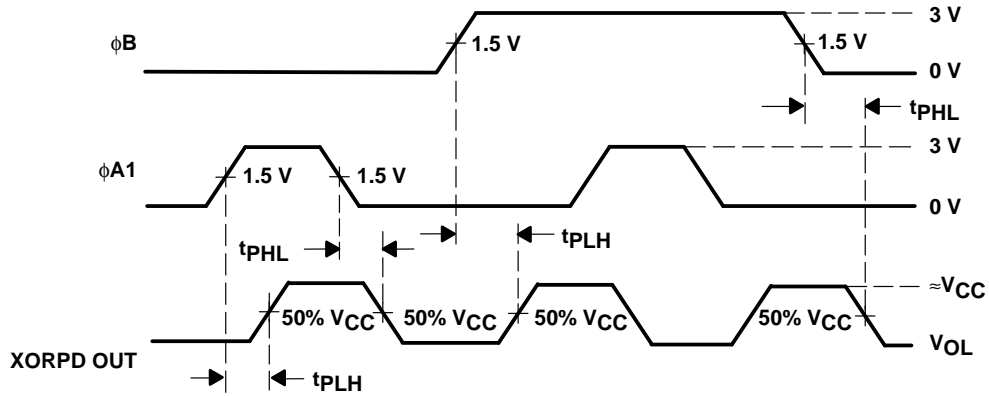 3 V
ϕB
1.5 V
1.5 V
0 V
tPHL
ϕA1
1.5 V
1.5 V
3 V
0 V
tPHL
tPLH
≈VCC
50% VCC
50% VCC
50% VCC
50% VCC
XORPD OUT
VOL
tPLH